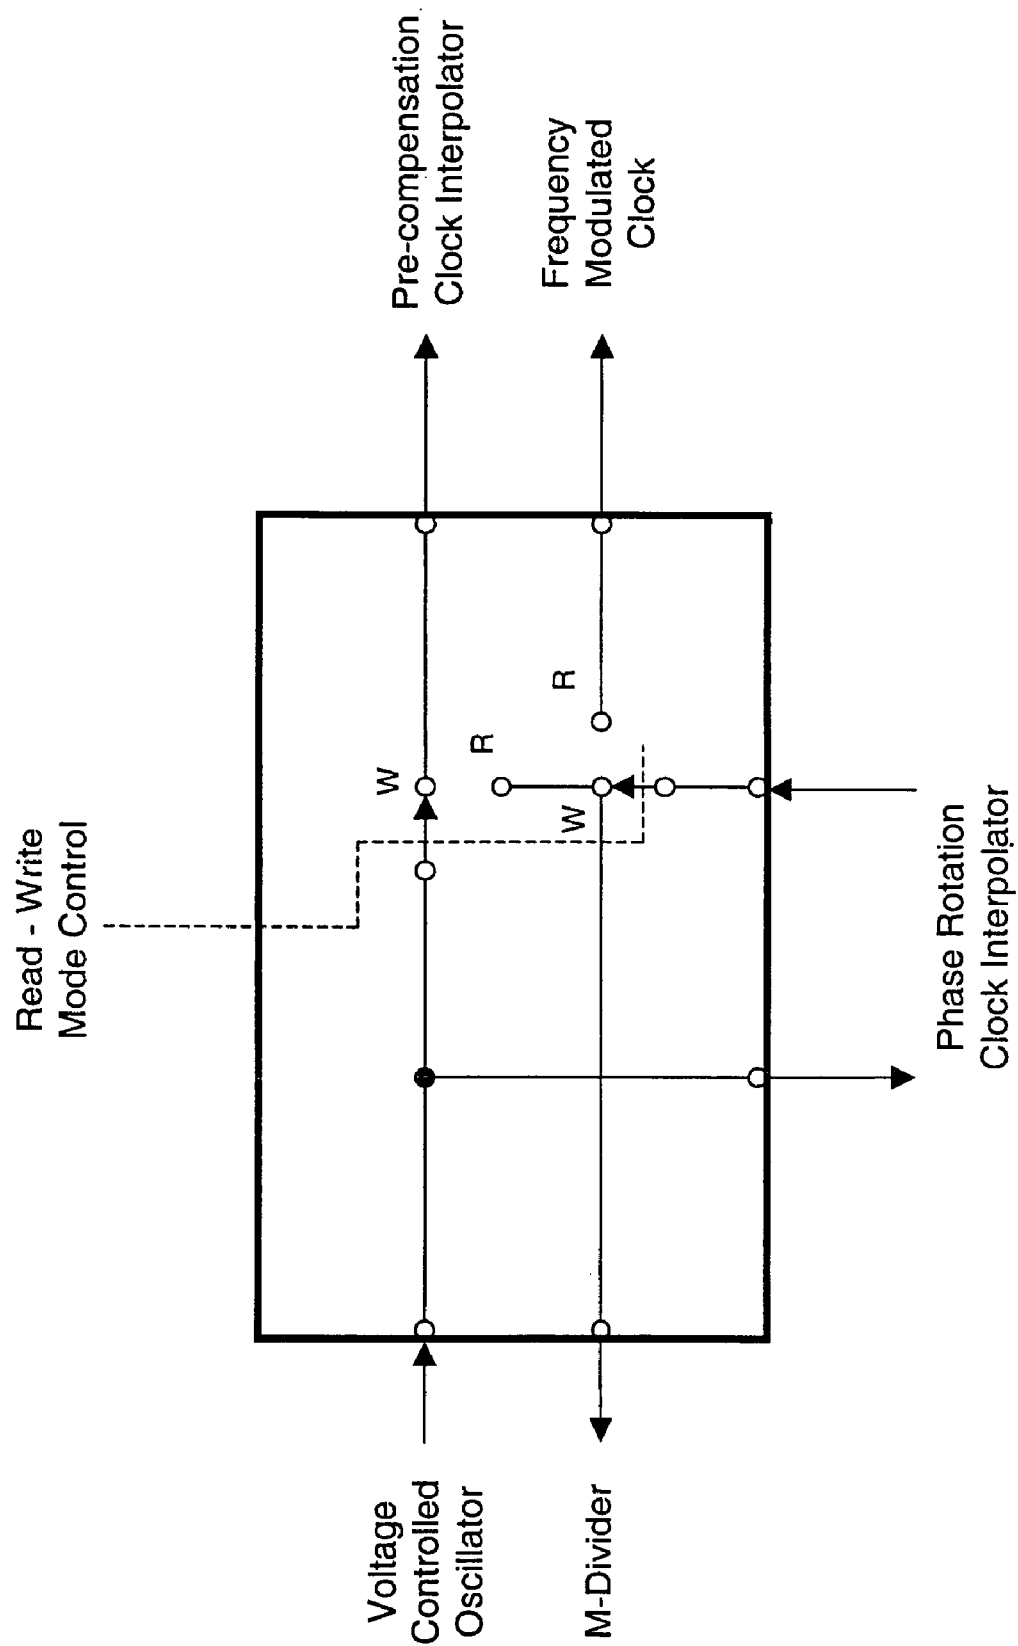 Read - Write
Mode Control
Voltage
Controlled
Oscillator
M-Divider
W
R
W
R
Pre-compensation
Clock Interpolator
Frequency
Modulated
Clock
Phase Rotation
Clock Interpolator